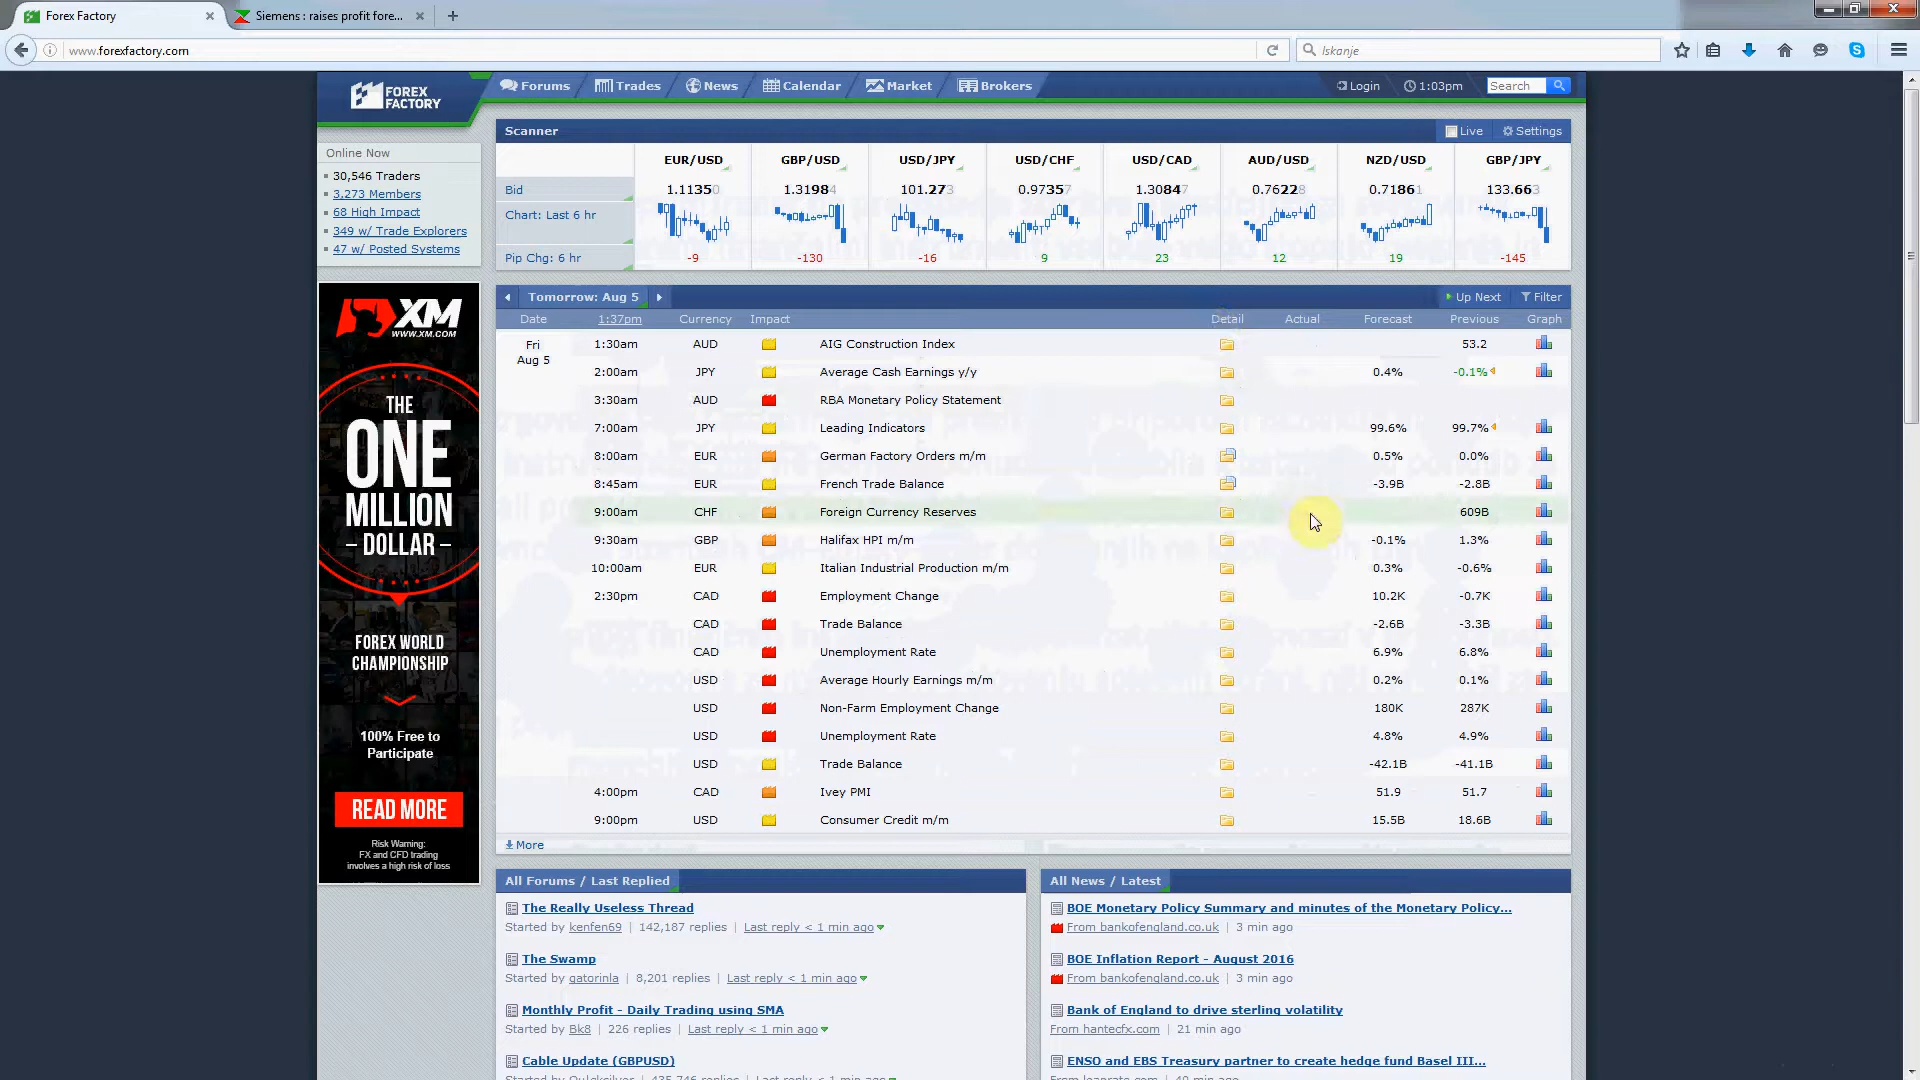 Forex Factory
Siemens : raises profit fore...
www.forexfactory.com
Iskanje
FOREX FACTORY
Forums Trades News Calendar Market Brokers Login 1:03pm Search
Online Now
30,546 Traders
3,273 Members
68 High Impact
349 w/ Trade Explorers
47 w/ Posted Systems
XM
WWW.XM.COM
THE
ONE
MILLION
– DOLLAR –
FOREX WORLD
CHAMPIONSHIP
100% Free to
Participate
READ MORE
Risk Warning:
FX and CFD trading
involves a high risk of loss
Scanner Live Settings
EUR/USD GBP/USD USD/JPY USD/CHF USD/CAD AUD/USD NZD/USD GBP/JPY
Bid 1.11350 1.31984 101.273 0.97357 1.30847 0.76228 0.71861 133.663
Chart: Last 6 hr
Pip Chg: 6 hr -9 -130 -16 9 23 12 19 -145
Tomorrow: Aug 5 Up Next Filter
Date 1:37pm Currency Impact Detail Actual Forecast Previous Graph
Fri
Aug 5
1:30am AUD AIG Construction Index 53.2
2:00am JPY Average Cash Earnings y/y 0.4% -0.1%
3:30am AUD RBA Monetary Policy Statement
7:00am JPY Leading Indicators 99.6% 99.7%
8:00am EUR German Factory Orders m/m 0.5% 0.0%
8:45am EUR French Trade Balance -3.9B -2.8B
9:00am CHF Foreign Currency Reserves 609B
9:30am GBP Halifax HPI m/m -0.1% 1.3%
10:00am EUR Italian Industrial Production m/m 0.3% -0.6%
2:30pm CAD Employment Change 10.2K -0.7K
CAD Trade Balance -2.6B -3.3B
CAD Unemployment Rate 6.9% 6.8%
USD Average Hourly Earnings m/m 0.2% 0.1%
USD Non-Farm Employment Change 180K 287K
USD Unemployment Rate 4.8% 4.9%
USD Trade Balance -42.1B -41.1B
4:00pm CAD Ivey PMI 51.9 51.7
9:00pm USD Consumer Credit m/m 15.5B 18.6B
More
All Forums / Last Replied
The Really Useless Thread
Started by kenfen69 | 142,187 replies | Last reply < 1 min ago
The Swamp
Started by gatorinla | 8,201 replies | Last reply < 1 min ago
Monthly Profit - Daily Trading using SMA
Started by Bk8 | 226 replies | Last reply < 1 min ago
Cable Update (GBPUSD)
All News / Latest
BOE Monetary Policy Summary and minutes of the Monetary Policy...
From bankofengland.co.uk | 3 min ago
BOE Inflation Report - August 2016
From bankofengland.co.uk | 3 min ago
Bank of England to drive sterling volatility
From hantecfx.com | 21 min ago
ENSO and EBS Treasury partner to create hedge fund Basel III...